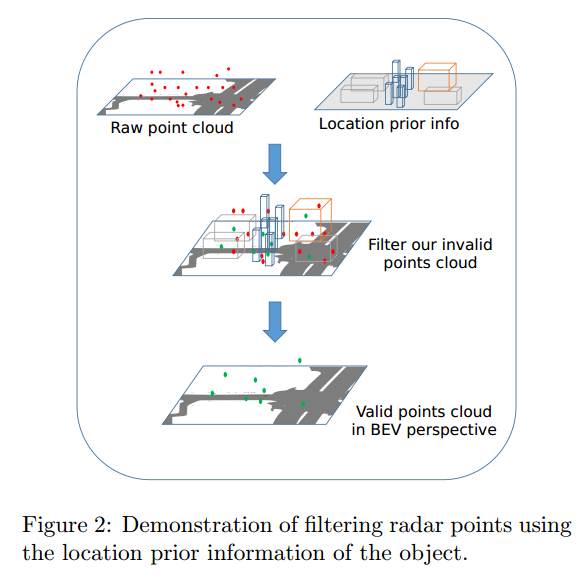 Raw point cloud
Location prior info
Filter our invalid
points cloud
Valid points cloud
in BEV perspective
Figure 2: Demonstration of filtering radar points using
the location prior information of the object.